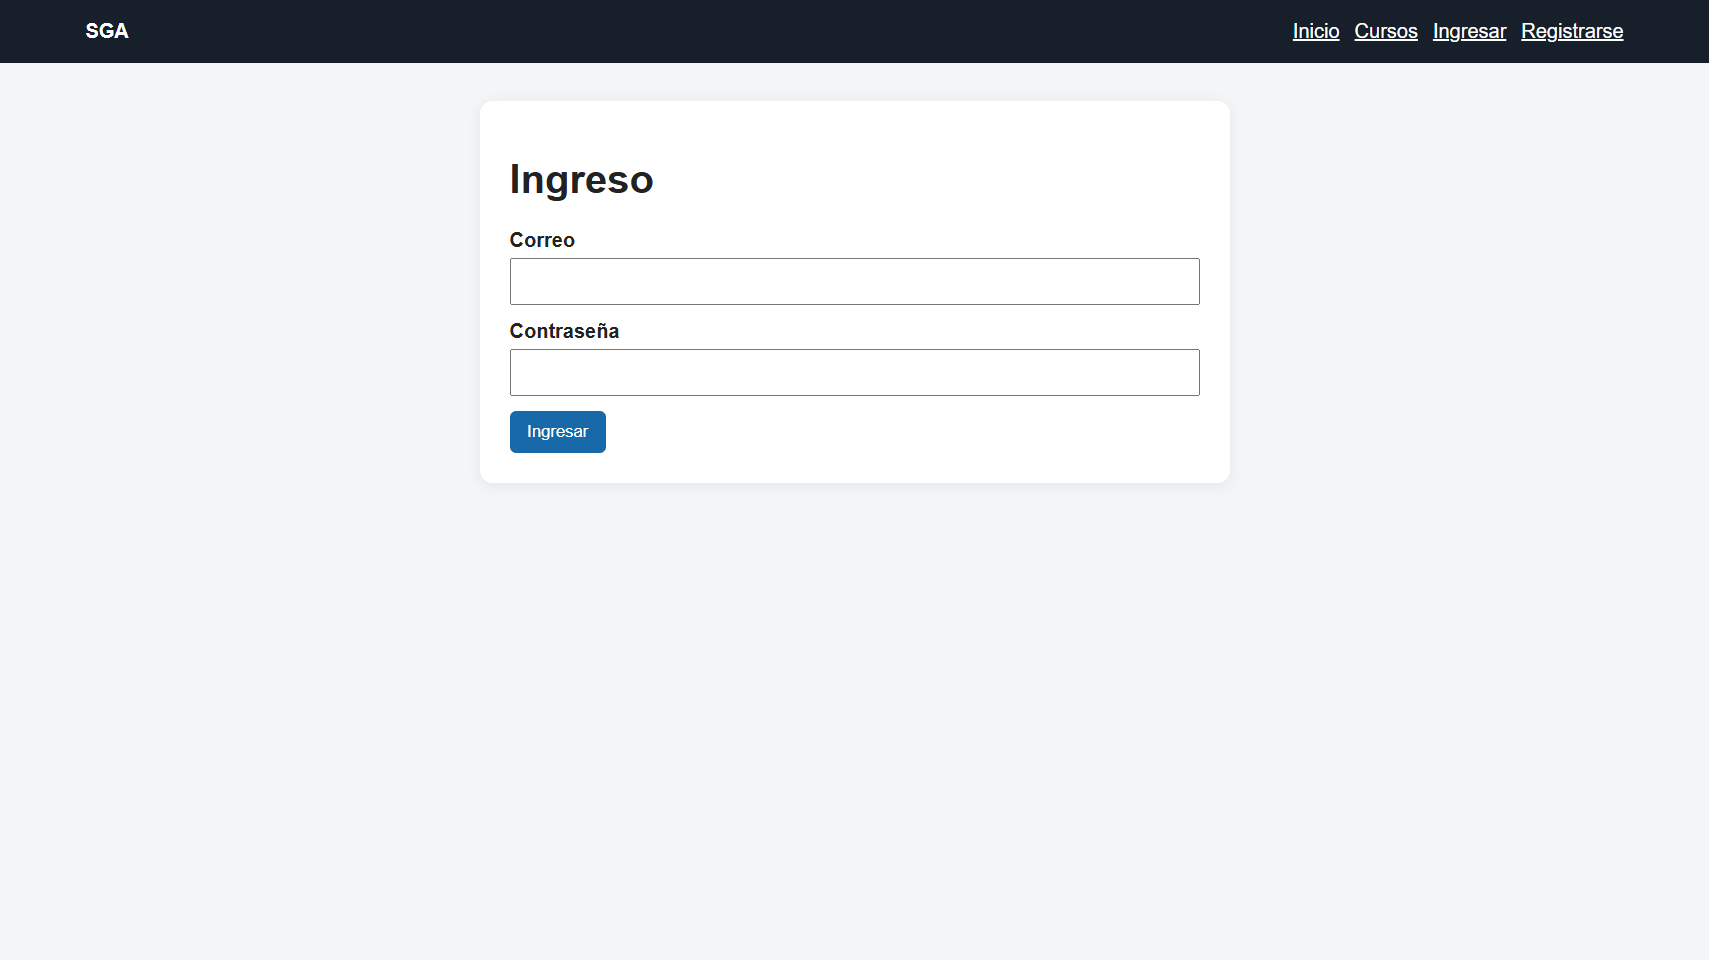 SGA
Inicio Cursos Ingresar Registrarse
Ingreso
Correo
Contraseña
Ingresar